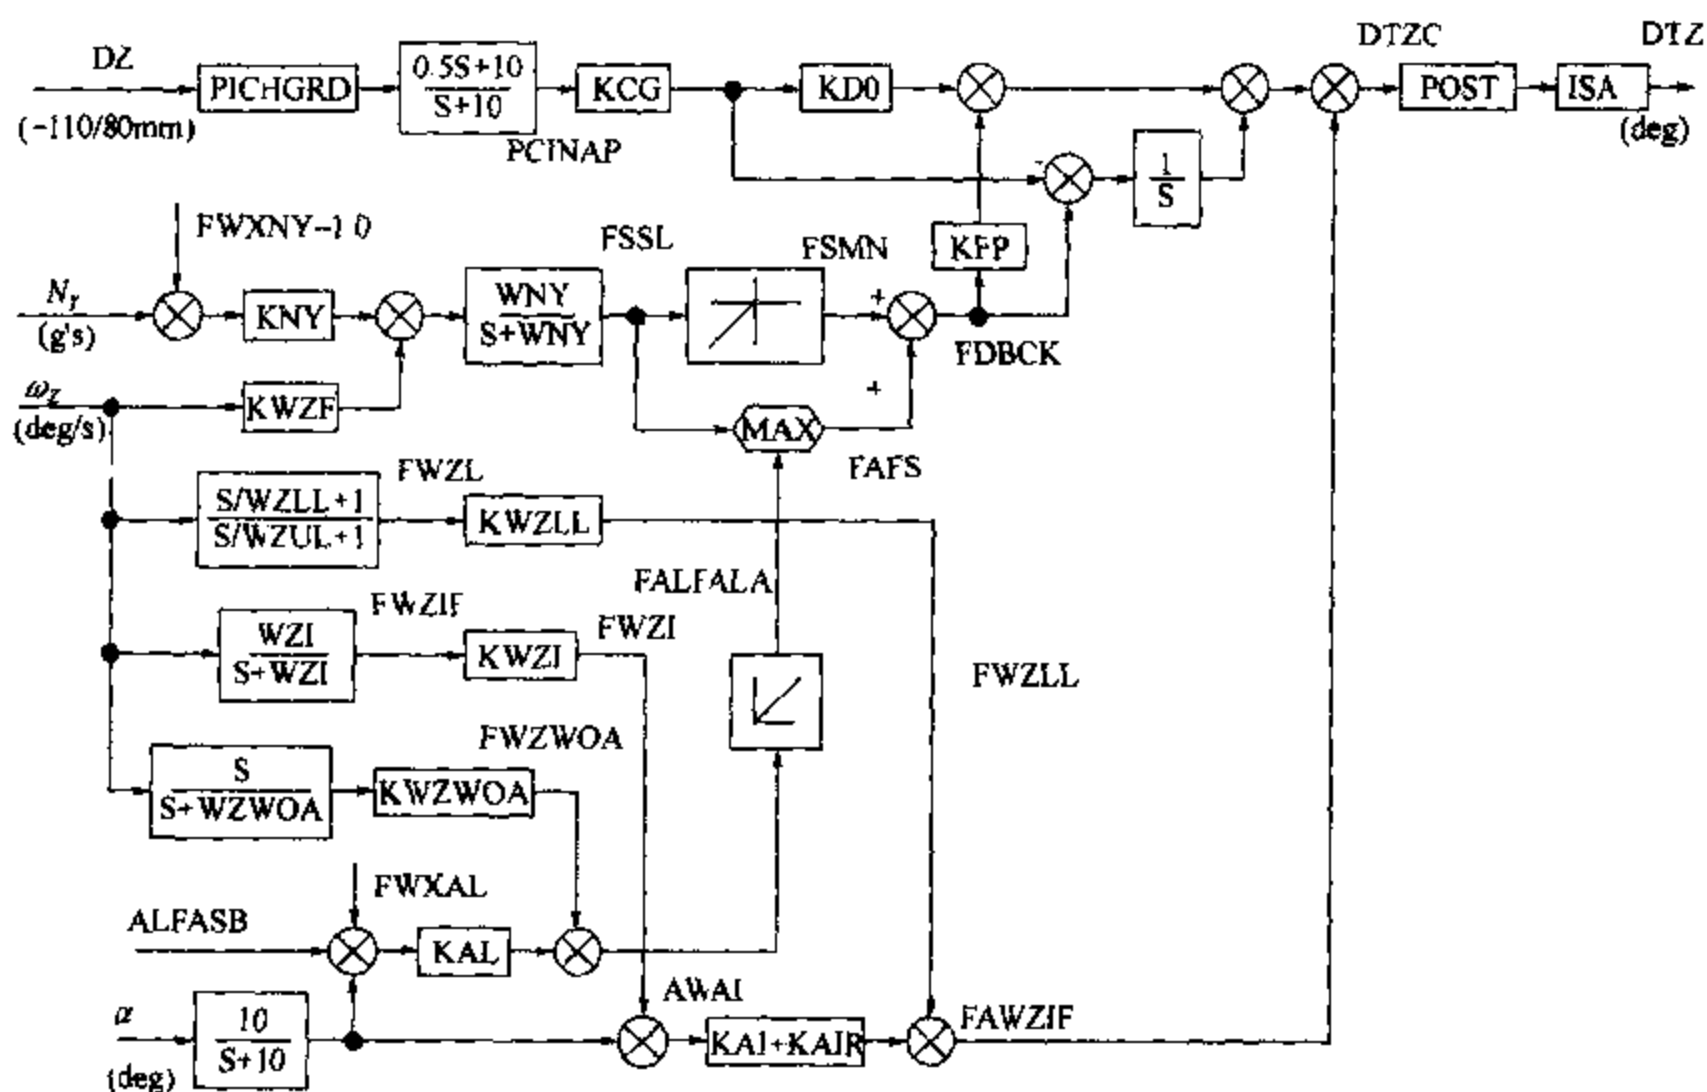 DZ
(-110/80mm)
PICHGRD
0.5S+10
S+10
PCINAP
KCG
KD0
DTZC
POST
ISA
DTZ
(deg)
-
1
S
FWXNY-1.0
KFP
FSSL
FSMN
N_Y
(g's)
KNY
WNY
S+WNY
+
FDBCK
ω_Z
(deg/s)
KWZF
+
MAX
FAFS
FWZL
S/WZLL+1
S/WZUL+1
KWZLL
FALFALA
FWZIF
WZI
S+WZI
KWZI
FWZI
FWZLL
FWZWOA
S
S+WZWOA
KWZWOA
FWXAL
ALFASB
KAL
α
(deg)
10
S+10
AWAI
KAI+KAIR
FAWZIF